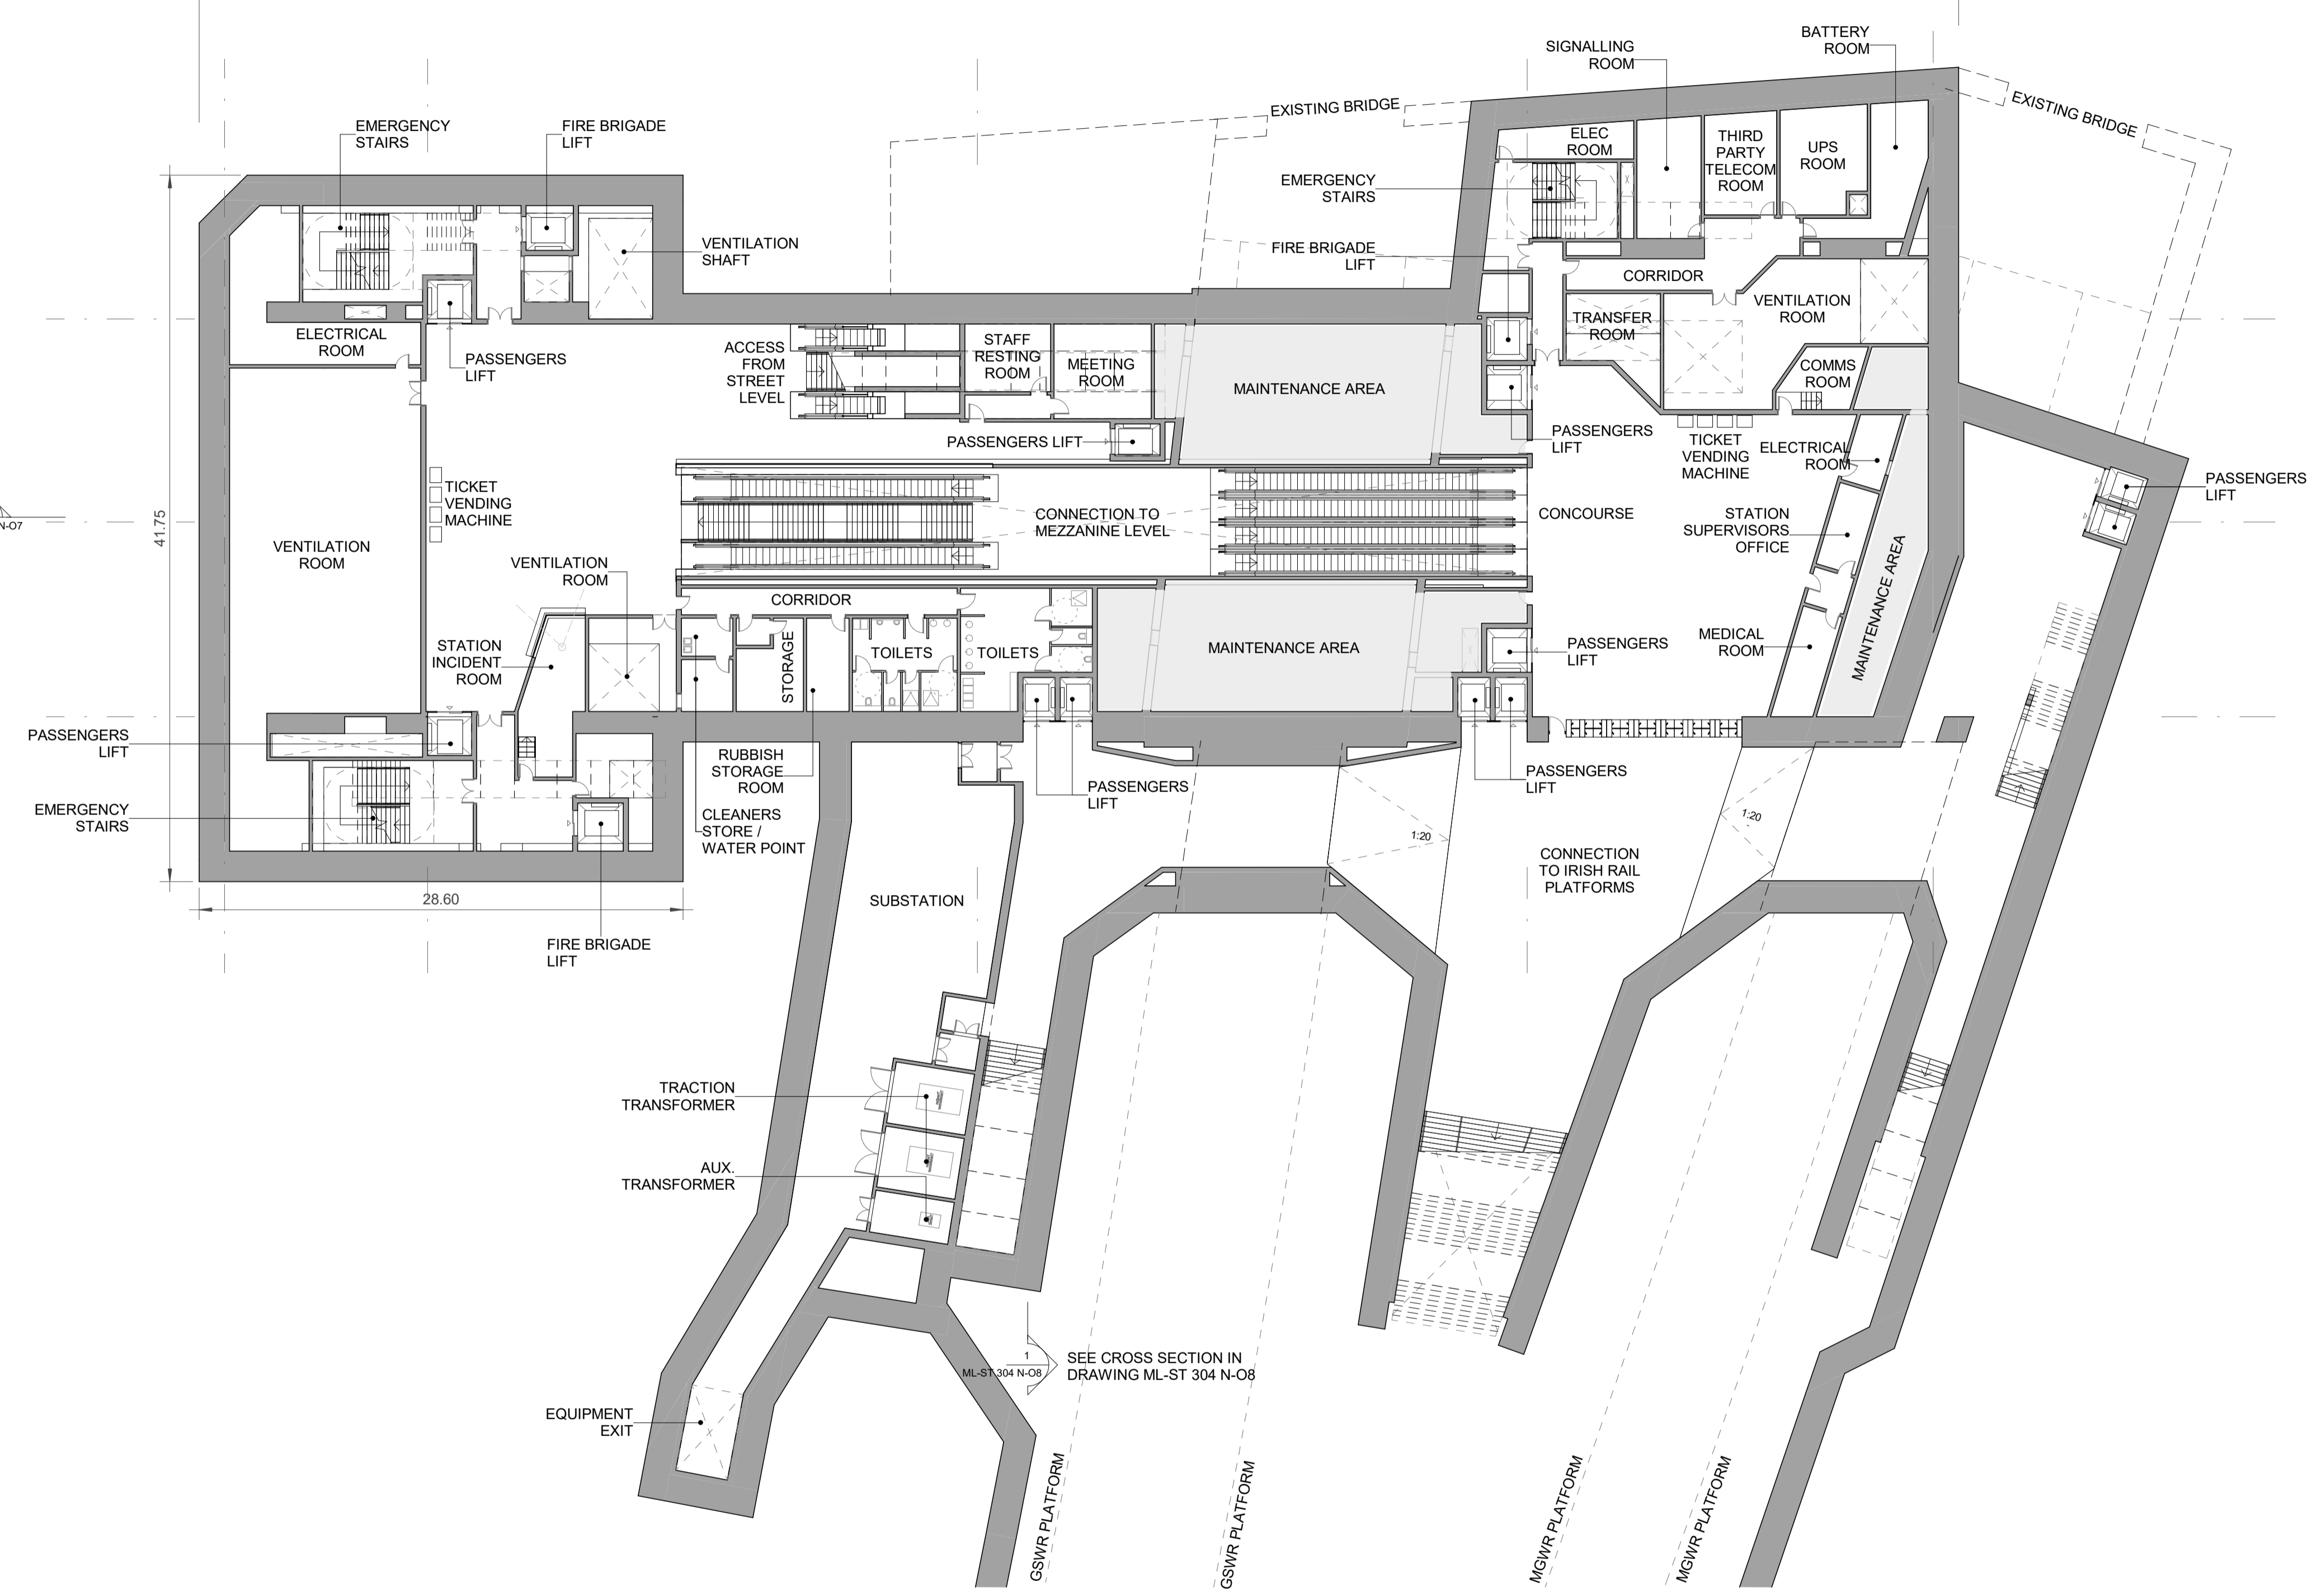 BATTERY
ROOM
SIGNALLING
ROOM
EXISTING BRIDGE
EXISTING BRIDGE
EMERGENCY
STAIRS
FIRE BRIGADE
LIFT
ELEC
ROOM
THIRD
PARTY
TELECOM
ROOM
UPS
ROOM
EMERGENCY
STAIRS
VENTILATION
SHAFT
FIRE BRIGADE
LIFT
CORRIDOR
VENTILATION
ROOM
TRANSFER
ROOM
ELECTRICAL
ROOM
PASSENGERS
LIFT
ACCESS
FROM
STREET
LEVEL
STAFF
RESTING
ROOM
MEETING
ROOM
MAINTENANCE AREA
COMMS
ROOM
PASSENGERS LIFT
PASSENGERS
LIFT
TICKET
VENDING
MACHINE
ELECTRICAL
ROOM
PASSENGERS
LIFT
TICKET
VENDING
MACHINE
CONNECTION TO
MEZZANINE LEVEL
CONCOURSE
STATION
SUPERVISORS
OFFICE
N-O7
41.75
VENTILATION
ROOM
VENTILATION
ROOM
MAINTENANCE AREA
CORRIDOR
STATION
INCIDENT
ROOM
STORAGE
TOILETS
TOILETS
MAINTENANCE AREA
PASSENGERS
LIFT
MEDICAL
ROOM
PASSENGERS
LIFT
RUBBISH
STORAGE
ROOM
PASSENGERS
LIFT
PASSENGERS
LIFT
EMERGENCY
STAIRS
CLEANERS
STORE /
WATER POINT
1:20
1:20
CONNECTION
TO IRISH RAIL
PLATFORMS
28.60
SUBSTATION
FIRE BRIGADE
LIFT
TRACTION
TRANSFORMER
AUX.
TRANSFORMER
1
ML-ST 304 N-O8
SEE CROSS SECTION IN
DRAWING ML-ST 304 N-O8
EQUIPMENT
EXIT
GSWR PLATFORM
GSWR PLATFORM
MGWR PLATFORM
MGWR PLATFORM